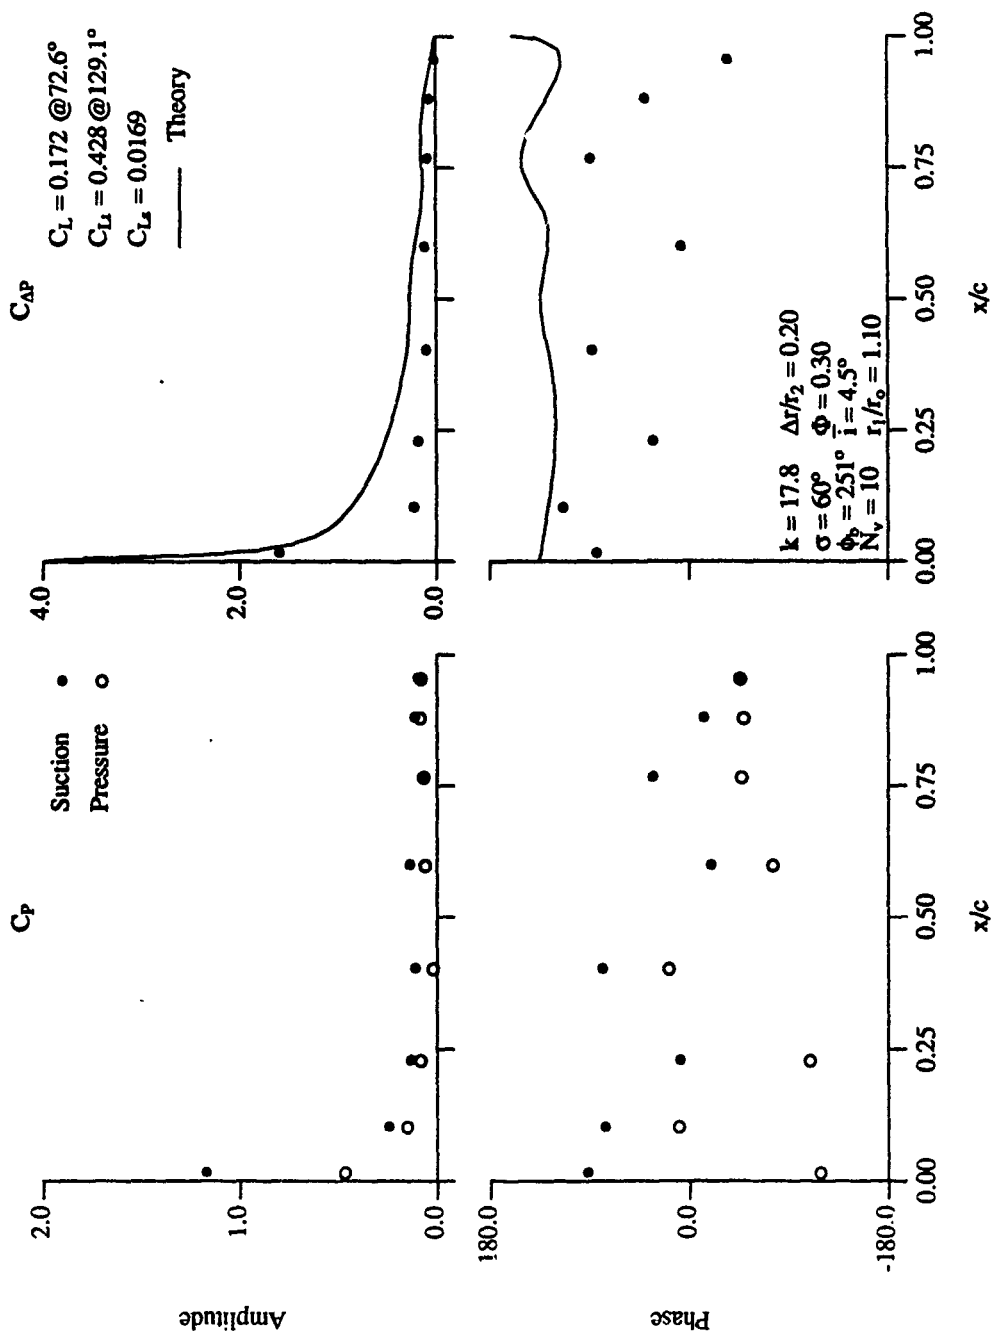 C_P
Suction ●
Pressure ○
Amplitude
2.0
1.0
0.0
Phase
180.0
0.0
-180.0
0.00 0.25 0.50 0.75 1.00
x/c
C_ΔP
C_L = 0.172 @72.6°
C_Lt = 0.428 @129.1°
C_Ls = 0.0169
Theory
4.0
2.0
0.0
k = 17.8 Δr/r₂ = 0.20
σ = 60° Φ = 0.30
ϕ_b = 251° i̅ = 4.5°
N_v = 10 r₁/r_o = 1.10
0.00 0.25 0.50 0.75 1.00
x/c